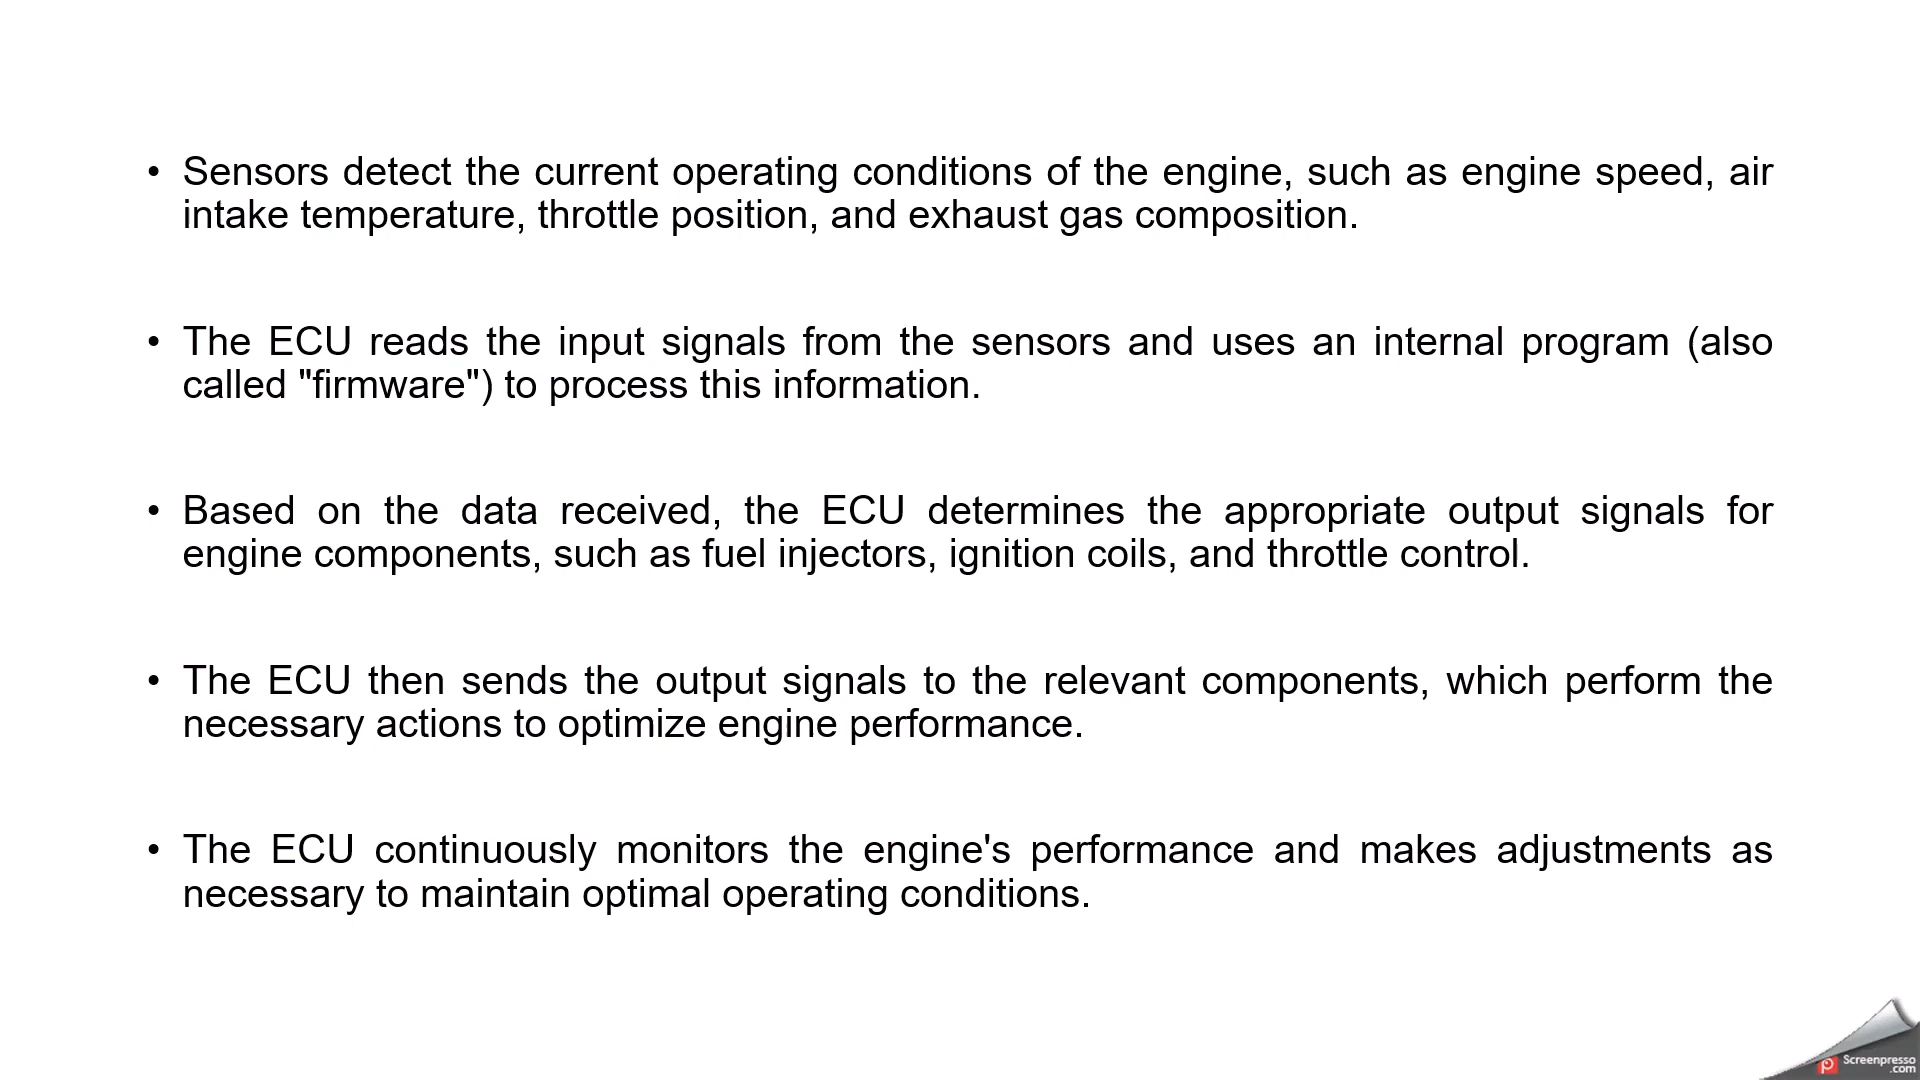 • Sensors detect the current operating conditions of the engine, such as engine speed, air
intake temperature, throttle position, and exhaust gas composition.
• The ECU reads the input signals from the sensors and uses an internal program (also
called "firmware") to process this information.
• Based on the data received, the ECU determines the appropriate output signals for
engine components, such as fuel injectors, ignition coils, and throttle control.
• The ECU then sends the output signals to the relevant components, which perform the
necessary actions to optimize engine performance.
• The ECU continuously monitors the engine's performance and makes adjustments as
necessary to maintain optimal operating conditions.
Screenpresso
.com